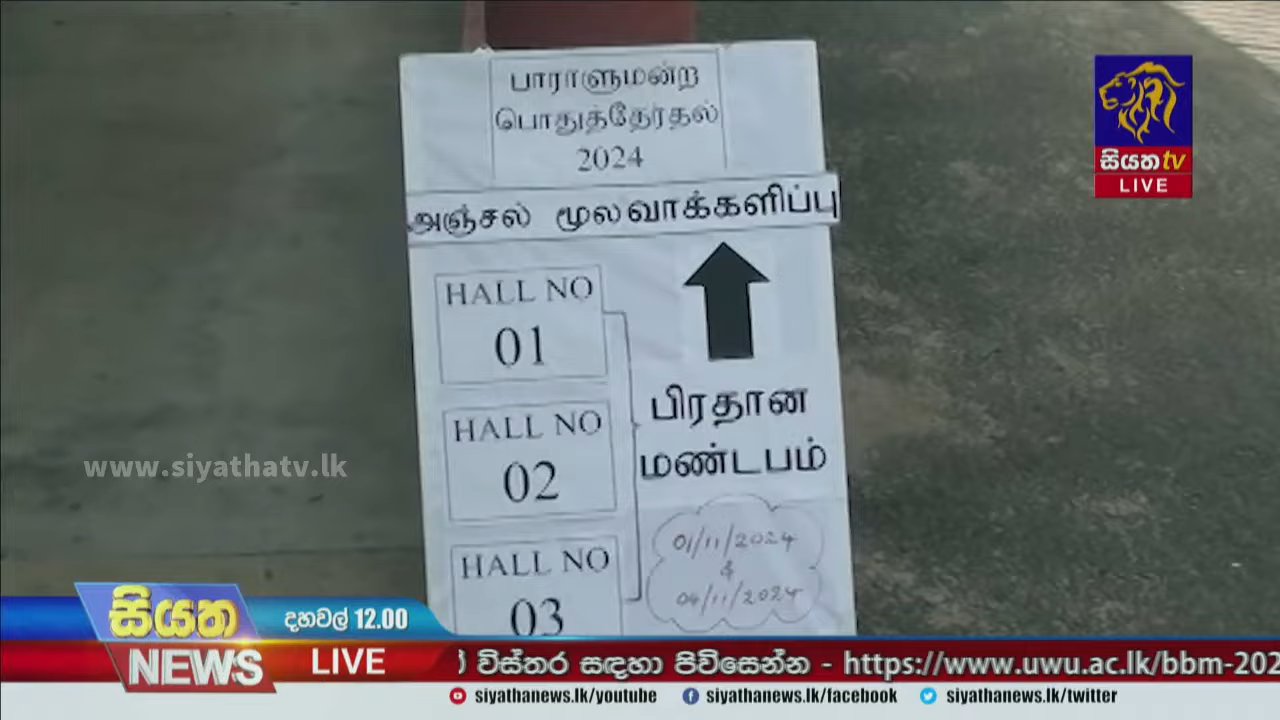 பாராளுமன்ற
பொதுத்தேர்தல்
2024
அஞ்சல் மூலவாக்களிப்பு
HALL NO
01
HALL NO
02
HALL NO
03
பிரதான
மண்டபம்
01/11/2024
&
04/11/2024
සියත tv
LIVE
www.siyathatv.lk
සියත
NEWS
දහවල් 12.00
LIVE
විස්තර සඳහා පිවිසෙන්න - https://www.uwu.ac.lk/bbm-202
siyathanews.lk/youtube
siyathanews.lk/facebook
siyathanews.lk/twitter